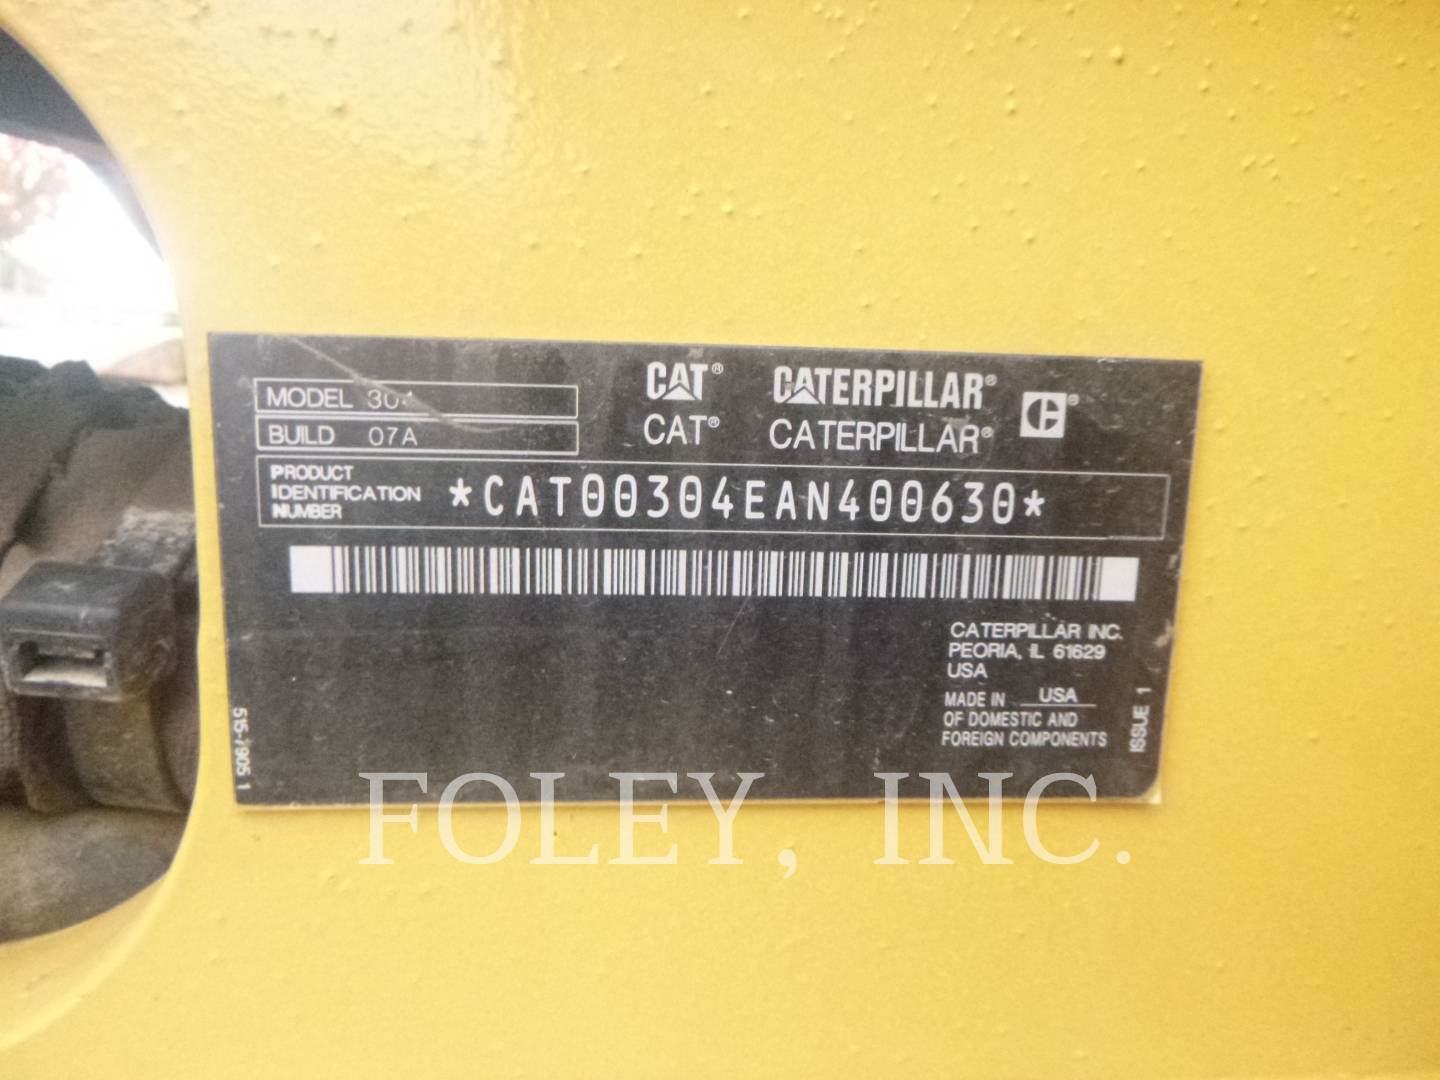 MODEL 304
BUILD 07A
CAT® CATERPILLAR® ®
CAT® CATERPILLAR®
PRODUCT
IDENTIFICATION
NUMBER
*CAT00304EAN400630*
CATERPILLAR INC.
PEORIA, IL 61629
USA
MADE IN USA
OF DOMESTIC AND
FOREIGN COMPONENTS
ISSUE 1
515-7905 1
FOLEY, INC.